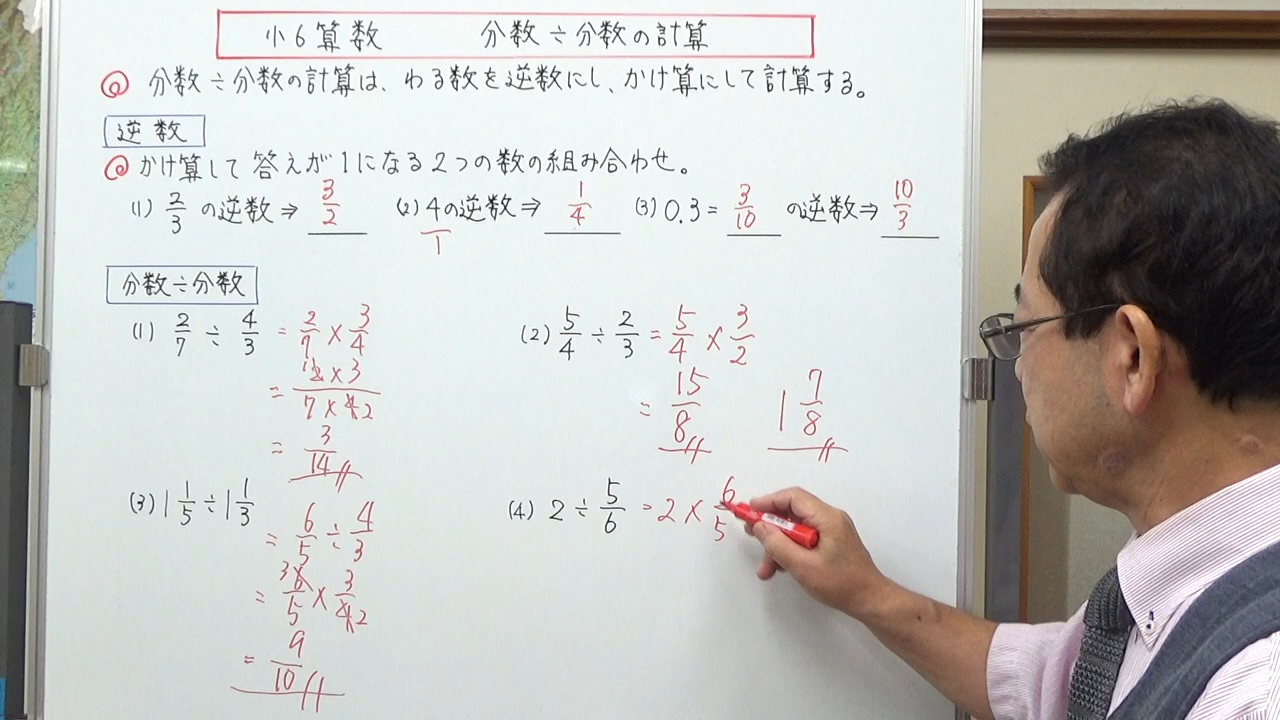 小6算数 分数÷分数の計算
◎ 分数÷分数の計算は、わる数を逆数にし、かけ算にして計算する。
逆数
◎ かけ算して答えが1になる2つの数の組み合わせ。
(1) 2/3 の逆数⇒ 3/2 (2) 4/1の逆数⇒ 1/4 (3) 0.3= 3/10 の逆数⇒ 10/3
分数÷分数
(1) 2/7 ÷ 4/3 = 2/7 × 3/4
= 1 2×3 / 7×4 2
= 3/14
(2) 5/4 ÷ 2/3 = 5/4 × 3/2
= 15/8 1 7/8
(3) 1 1/5 ÷ 1 1/3
= 6/5 ÷ 4/3
= 3 6/5 × 3/4 2
= 9/10
(4) 2 ÷ 5/6 = 2 × 6/5